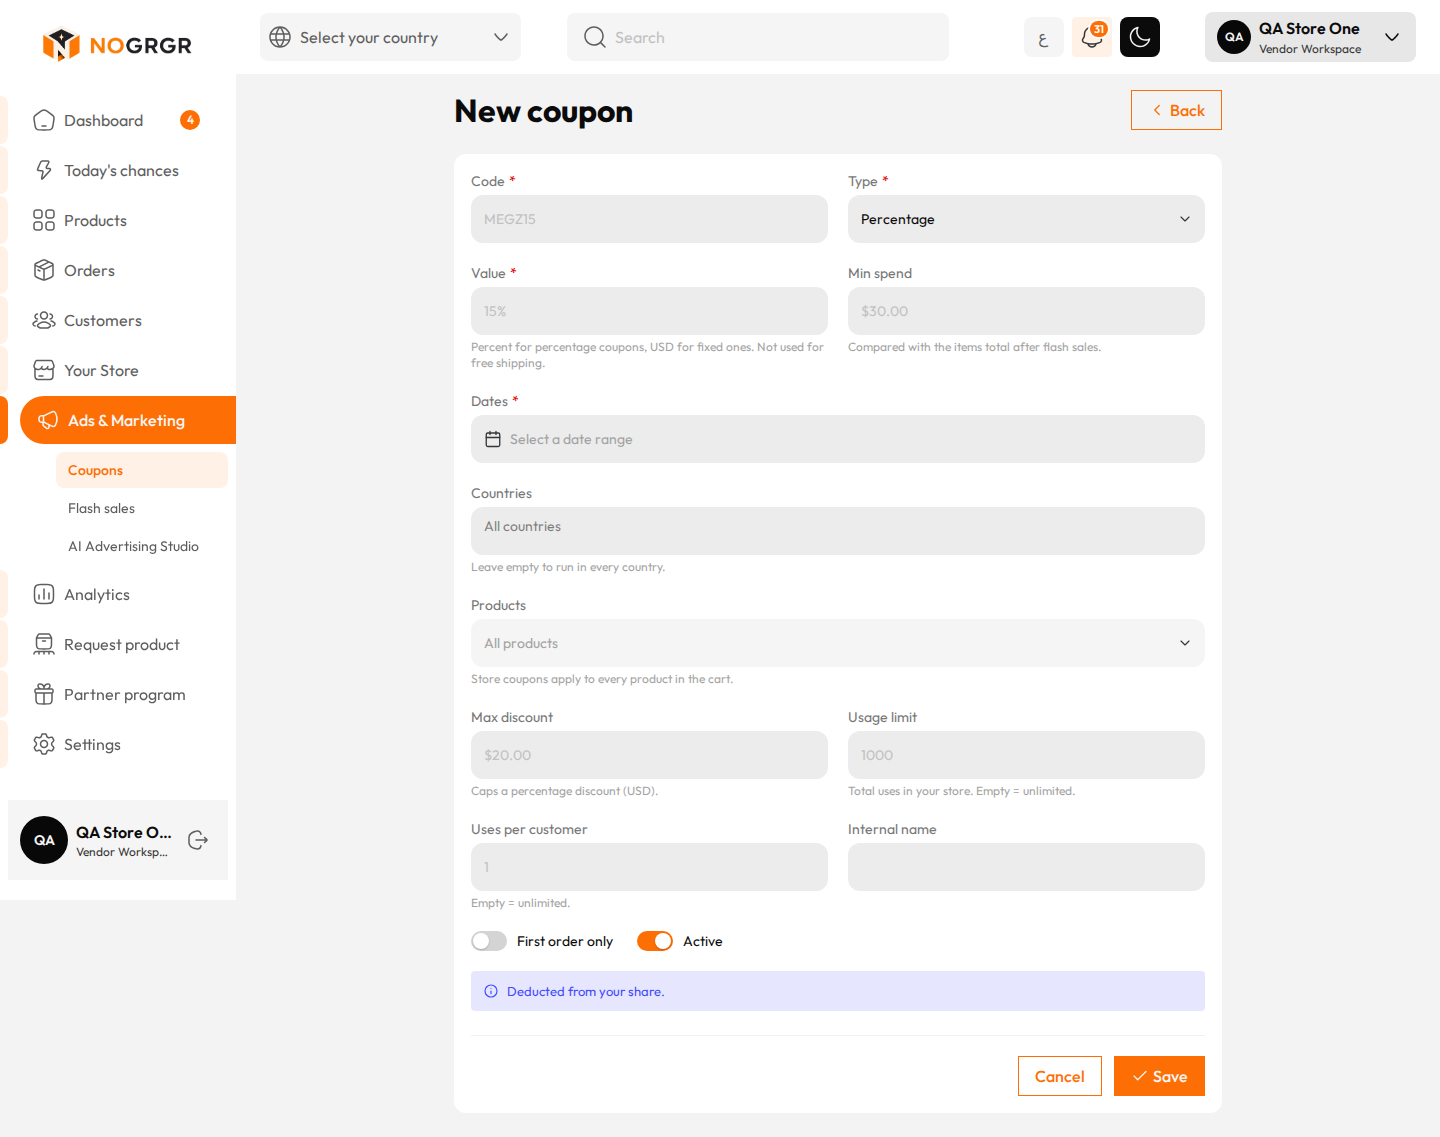 NOGRGR
Select your country
Search
ع
31
QA
QA Store One
Vendor Workspace
Dashboard
4
Today's chances
Products
Orders
Customers
Your Store
Ads & Marketing
Coupons
Flash sales
AI Advertising Studio
Analytics
Request product
Partner program
Settings
QA
QA Store O...
Vendor Worksp...
New coupon
Back
Code *
MEGZ15
Type *
Percentage
Value *
15%
Percent for percentage coupons, USD for fixed ones. Not used for
free shipping.
Min spend
$30.00
Compared with the items total after flash sales.
Dates *
Select a date range
Countries
All countries
Leave empty to run in every country.
Products
All products
Store coupons apply to every product in the cart.
Max discount
$20.00
Caps a percentage discount (USD).
Usage limit
1000
Total uses in your store. Empty = unlimited.
Uses per customer
1
Empty = unlimited.
Internal name
First order only
Active
Deducted from your share.
Cancel
Save